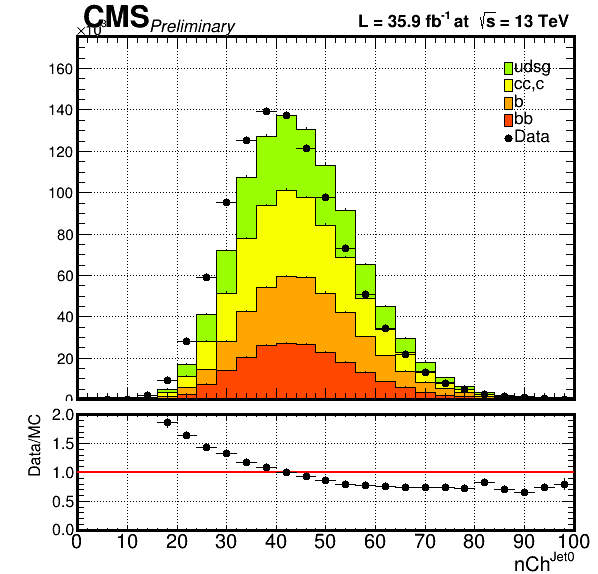 CMS Preliminary L = 35.9 fb⁻¹ at √s = 13 TeV
×10³
160
140
120
100
80
60
40
20
0
udsg
cc,c
b
bb
Data
Data/MC
2.0
1.5
1.0
0.5
0.0
0 10 20 30 40 50 60 70 80 90 100
nCh^Jet0